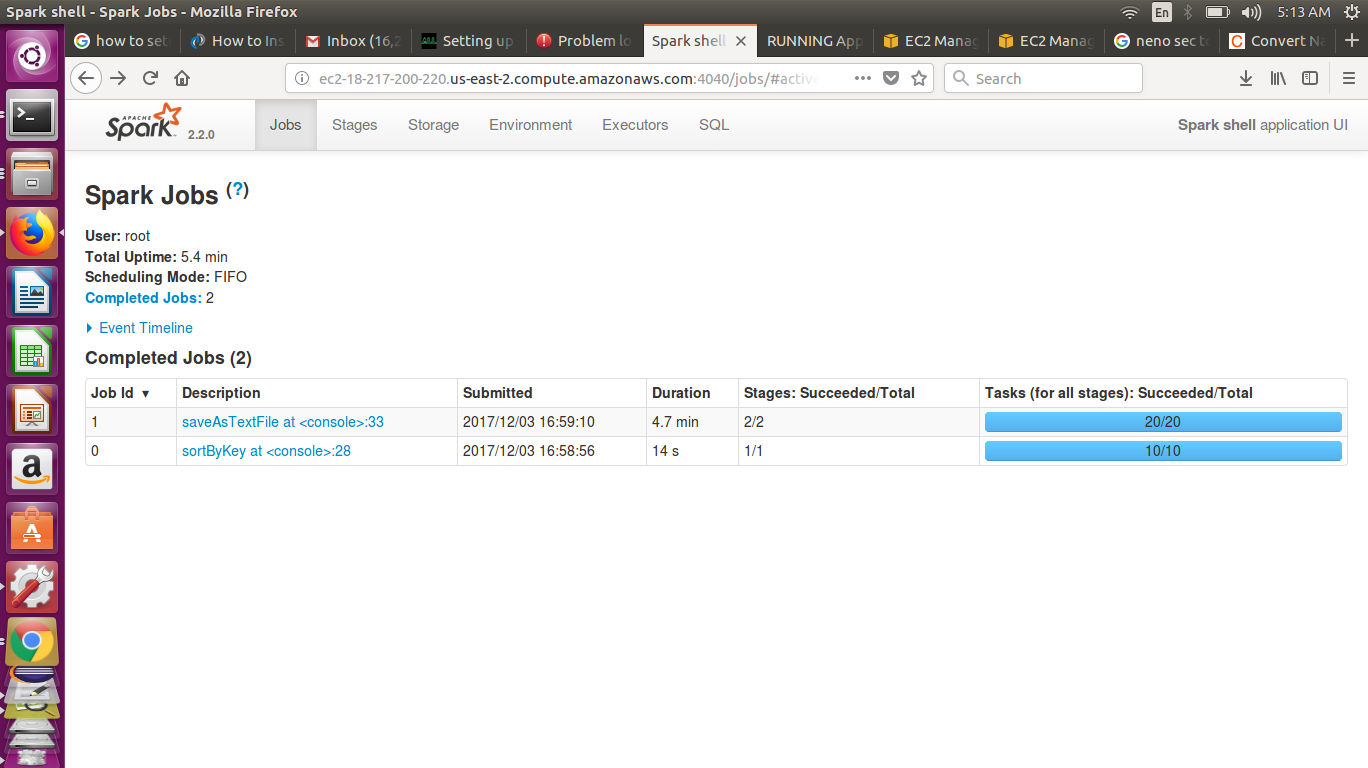 Spark shell - Spark Jobs - Mozilla Firefox
En
5:13 AM
how to set
How to Ins
Inbox (16,2
Setting up
Problem lo
Spark shell
RUNNING App
EC2 Manag
EC2 Manag
neno sec to
Convert Na
ec2-18-217-200-220.us-east-2.compute.amazonaws.com:4040/jobs/#active
Search
APACHE
Spark 2.2.0
Jobs
Stages
Storage
Environment
Executors
SQL
Spark shell application UI
Spark Jobs (?)
User: root
Total Uptime: 5.4 min
Scheduling Mode: FIFO
Completed Jobs: 2
Event Timeline
Completed Jobs (2)
Job Id ▾ Description Submitted Duration Stages: Succeeded/Total Tasks (for all stages): Succeeded/Total
1 saveAsTextFile at <console>:33 2017/12/03 16:59:10 4.7 min 2/2 20/20
0 sortByKey at <console>:28 2017/12/03 16:58:56 14 s 1/1 10/10